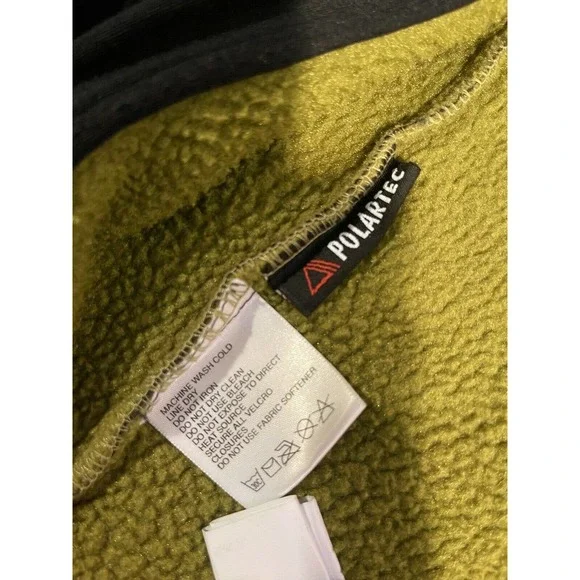 POLARTEC
MACHINE WASH COLD
LINE DRY
DO NOT IRON
DO NOT DRY CLEAN
DO NOT USE BLEACH
DO NOT EXPOSE TO DIRECT
HEAT SOURCE
SECURE ALL VELCRO
CLOSURES
DO NOT USE FABRIC SOFTENER